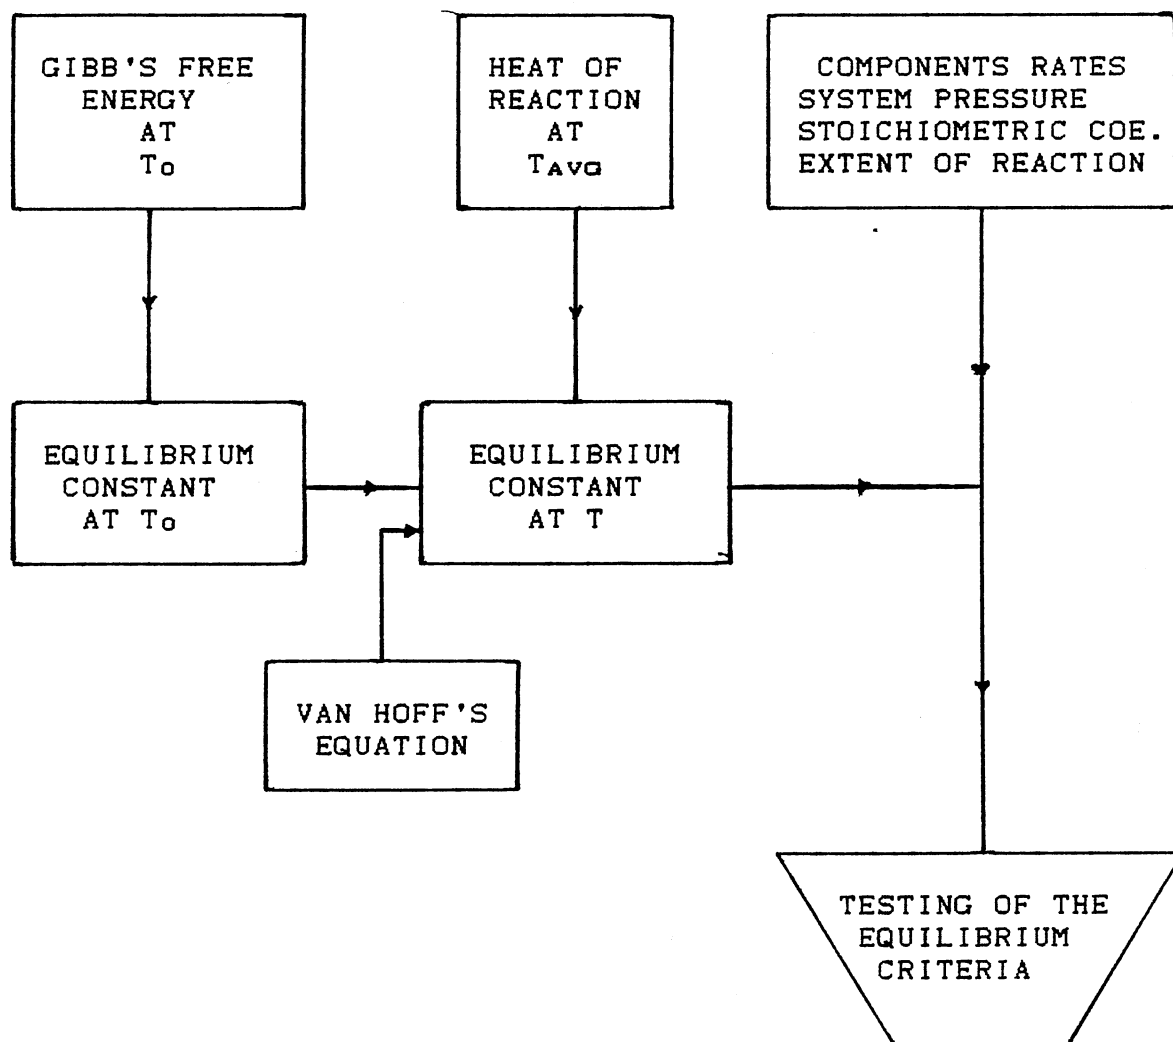 GIBB'S FREE
ENERGY
AT
To
HEAT OF
REACTION
AT
TAVG
COMPONENTS RATES
SYSTEM PRESSURE
STOICHIOMETRIC COE.
EXTENT OF REACTION
EQUILIBRIUM
CONSTANT
AT To
EQUILIBRIUM
CONSTANT
AT T
VAN HOFF'S
EQUATION
TESTING OF THE
EQUILIBRIUM
CRITERIA